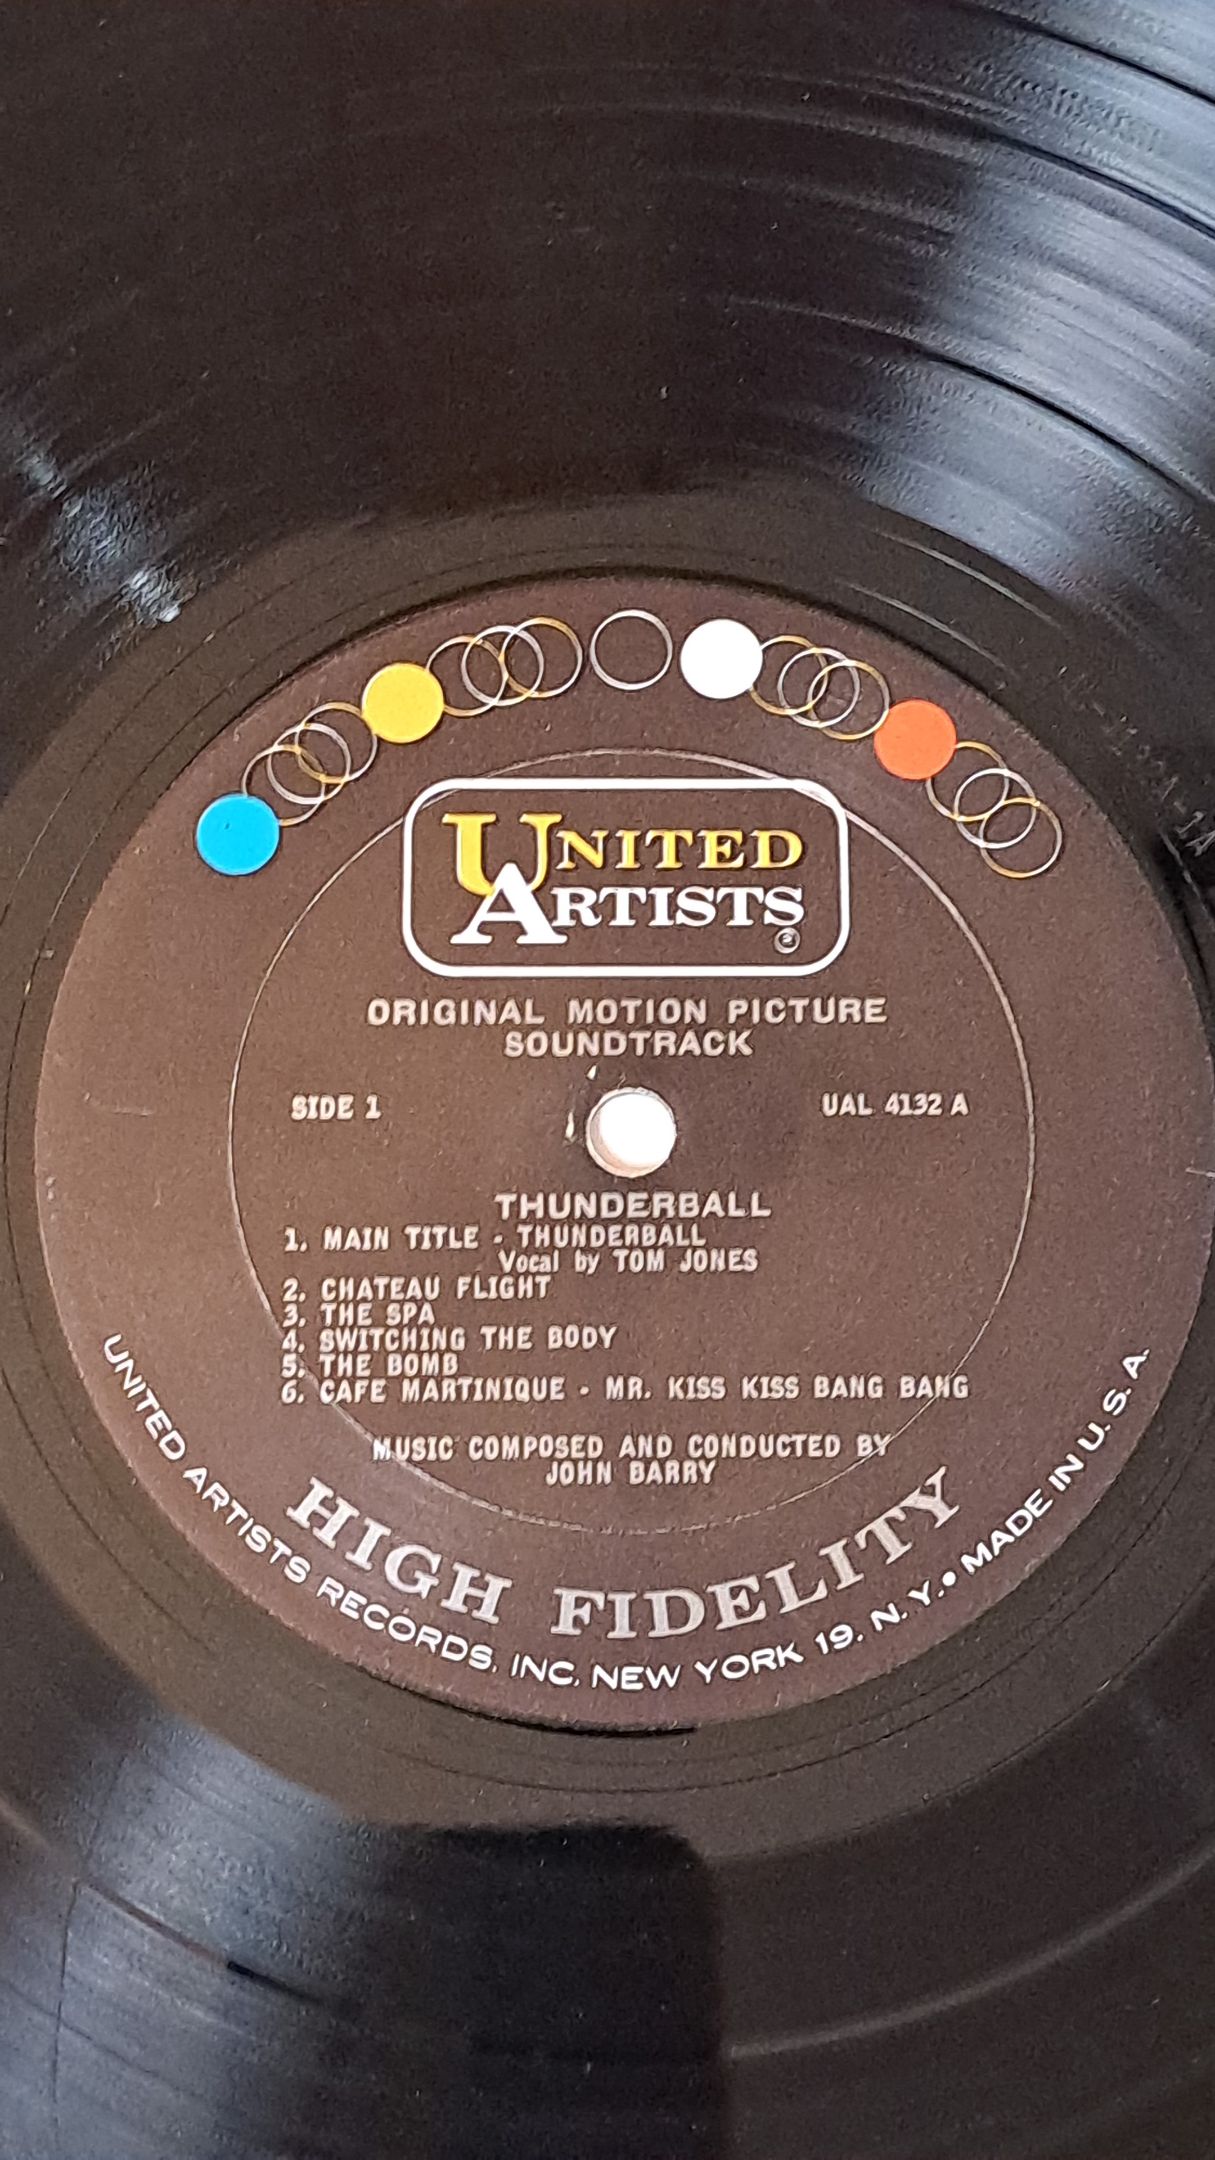 UNITED
ARTISTS
®
ORIGINAL MOTION PICTURE
SOUNDTRACK
SIDE 1
UAL 4132 A
THUNDERBALL
1. MAIN TITLE - THUNDERBALL
Vocal by TOM JONES
2. CHATEAU FLIGHT
3. THE SPA
4. SWITCHING THE BODY
5. THE BOMB
6. CAFE MARTINIQUE - MR. KISS KISS BANG BANG
MUSIC COMPOSED AND CONDUCTED BY
JOHN BARRY
HIGH FIDELITY
UNITED ARTISTS RECORDS, INC. NEW YORK 19, N. Y. • MADE IN U. S. A.